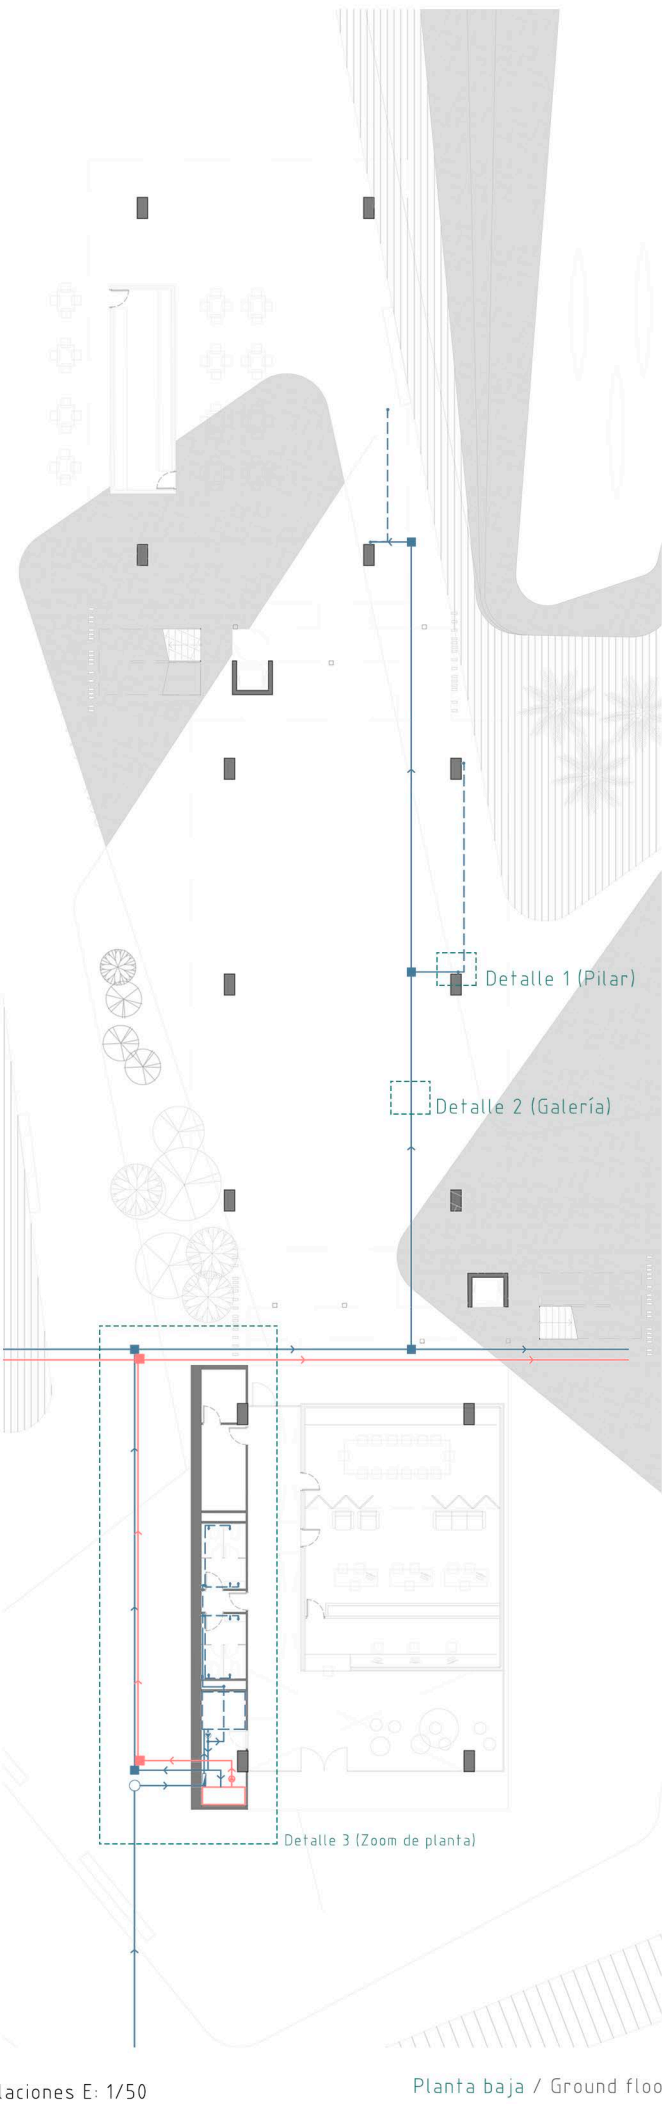 Detalle 1 (Pilar)
Detalle 2 (Galería)
Detalle 3 (Zoom de planta)
laciones E: 1/50
Planta baja / Ground floo